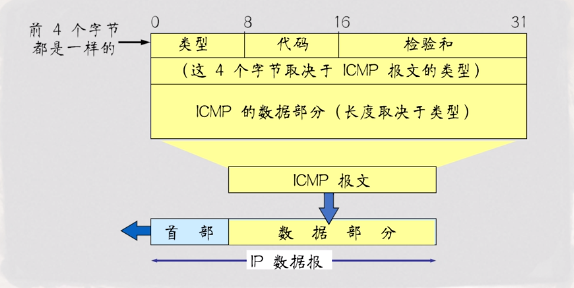 0 8 16 31
前 4 个字节
都是一样的
类型 代码 检验和
(这 4 个字节取决于 ICMP 报文的类型)
ICMP 的数据部分 (长度取决于类型)
ICMP 报文
首 部 数 据 部 分
IP 数据报